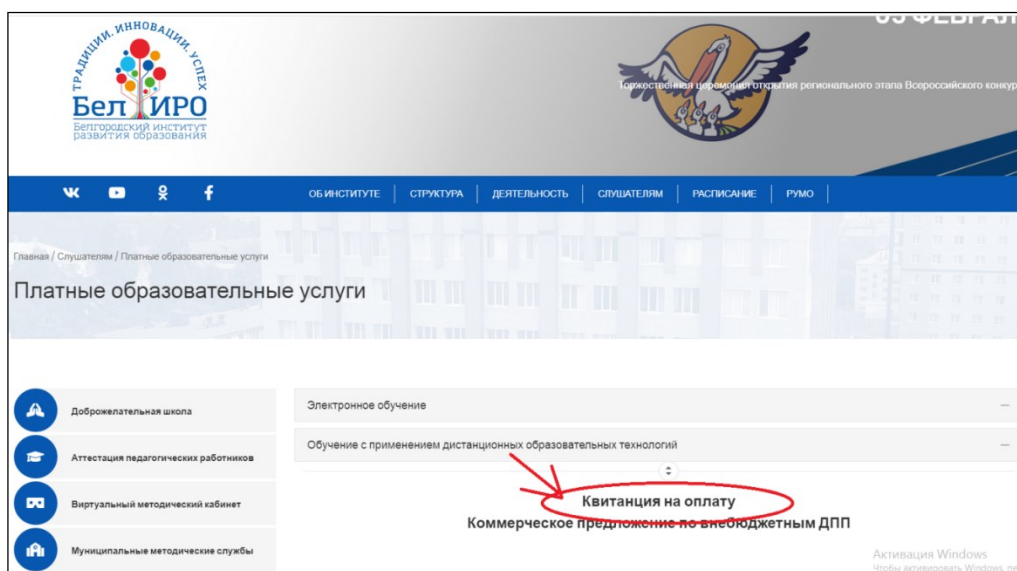 ТРАДИЦИИ. ИННОВАЦИИ. УСПЕХ
Бел ИРО
Белгородский институт
развития образования
05 ФЕВРАЛ
Торжественная церемония открытия регионального этапа Всероссийского конкур
ОБ ИНСТИТУТЕ СТРУКТУРА ДЕЯТЕЛЬНОСТЬ СЛУШАТЕЛЯМ РАСПИСАНИЕ РУМО
Главная / Слушателям / Платные образовательные услуги
Платные образовательные услуги
Доброжелательная школа
Аттестация педагогических работников
Виртуальный методический кабинет
Муниципальные методические службы
Электронное обучение
Обучение с применением дистанционных образовательных технологий
Квитанция на оплату
Коммерческое предложение по внебюджетным ДПП
Активация Windows
Чтобы активировать Windows, пе